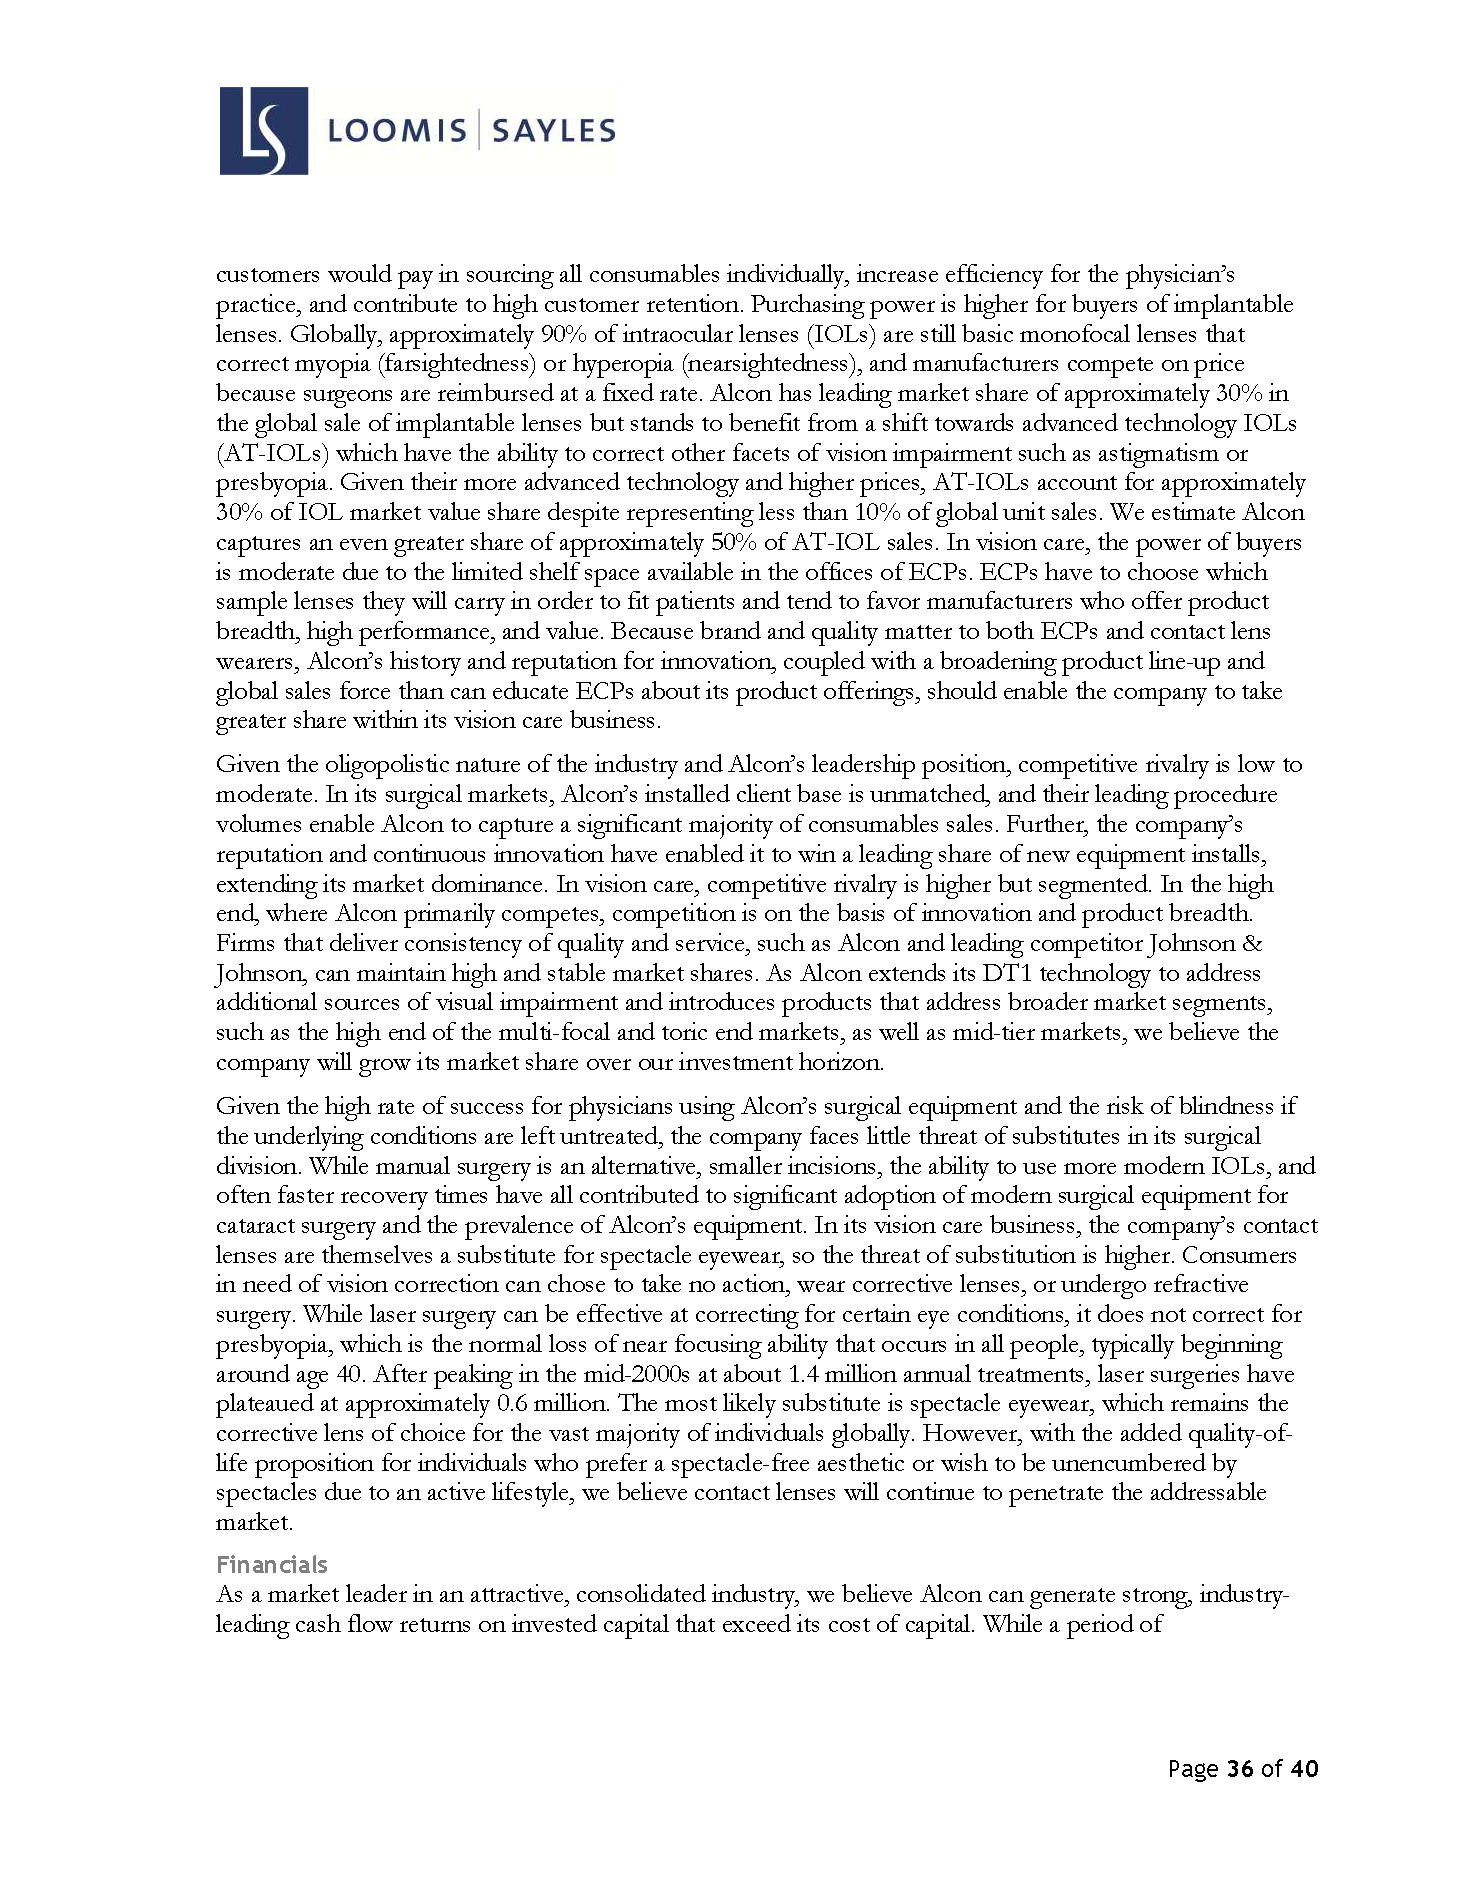 LS LOOMIS | SAYLES
customers would pay in sourcing all consumables individually, increase efficiency for the physician's
practice, and contribute to high customer retention. Purchasing power is higher for buyers of implantable
lenses. Globally, approximately 90% of intraocular lenses (IOLs) are still basic monofocal lenses that
correct myopia (farsightedness) or hyperopia (nearsightedness), and manufacturers compete on price
because surgeons are reimbursed at a fixed rate. Alcon has leading market share of approximately 30% in
the global sale of implantable lenses but stands to benefit from a shift towards advanced technology IOLs
(AT-IOLs) which have the ability to correct other facets of vision impairment such as astigmatism or
presbyopia. Given their more advanced technology and higher prices, AT-IOLs account for approximately
30% of IOL market value share despite representing less than 10% of global unit sales. We estimate Alcon
captures an even greater share of approximately 50% of AT-IOL sales. In vision care, the power of buyers
is moderate due to the limited shelf space available in the offices of ECPs. ECPs have to choose which
sample lenses they will carry in order to fit patients and tend to favor manufacturers who offer product
breadth, high performance, and value. Because brand and quality matter to both ECPs and contact lens
wearers, Alcon's history and reputation for innovation, coupled with a broadening product line-up and
global sales force than can educate ECPs about its product offerings, should enable the company to take
greater share within its vision care business.
Given the oligopolistic nature of the industry and Alcon's leadership position, competitive rivalry is low to
moderate. In its surgical markets, Alcon's installed client base is unmatched, and their leading procedure
volumes enable Alcon to capture a significant majority of consumables sales. Further, the company's
reputation and continuous innovation have enabled it to win a leading share of new equipment installs,
extending its market dominance. In vision care, competitive rivalry is higher but segmented. In the high
end, where Alcon primarily competes, competition is on the basis of innovation and product breadth.
Firms that deliver consistency of quality and service, such as Alcon and leading competitor Johnson &
Johnson, can maintain high and stable market shares. As Alcon extends its DT1 technology to address
additional sources of visual impairment and introduces products that address broader market segments,
such as the high end of the multi-focal and toric end markets, as well as mid-tier markets, we believe the
company will grow its market share over our investment horizon.
Given the high rate of success for physicians using Alcon's surgical equipment and the risk of blindness if
the underlying conditions are left untreated, the company faces little threat of substitutes in its surgical
division. While manual surgery is an alternative, smaller incisions, the ability to use more modern IOLs, and
often faster recovery times have all contributed to significant adoption of modern surgical equipment for
cataract surgery and the prevalence of Alcon's equipment. In its vision care business, the company's contact
lenses are themselves a substitute for spectacle eyewear, so the threat of substitution is higher. Consumers
in need of vision correction can chose to take no action, wear corrective lenses, or undergo refractive
surgery. While laser surgery can be effective at correcting for certain eye conditions, it does not correct for
presbyopia, which is the normal loss of near focusing ability that occurs in all people, typically beginning
around age 40. After peaking in the mid-2000s at about 1.4 million annual treatments, laser surgeries have
plateaued at approximately 0.6 million. The most likely substitute is spectacle eyewear, which remains the
corrective lens of choice for the vast majority of individuals globally. However, with the added quality-of-
life proposition for individuals who prefer a spectacle-free aesthetic or wish to be unencumbered by
spectacles due to an active lifestyle, we believe contact lenses will continue to penetrate the addressable
market.
Financials
As a market leader in an attractive, consolidated industry, we believe Alcon can generate strong, industry-
leading cash flow returns on invested capital that exceed its cost of capital. While a period of
Page 36 of 40